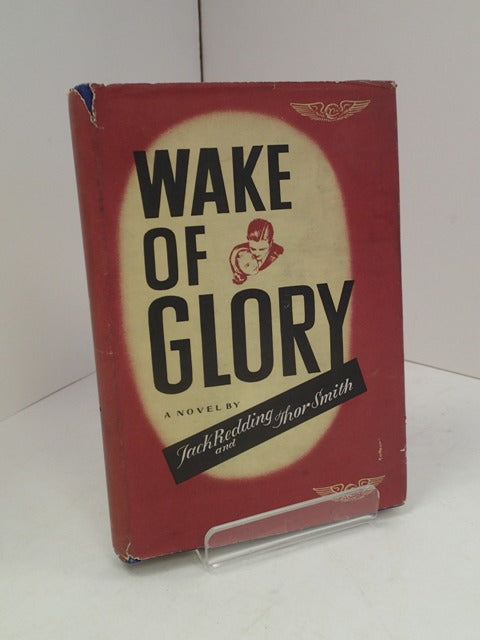 WAKE
OF
GLORY
A NOVEL BY
Jack Redding
and
Thor Smith